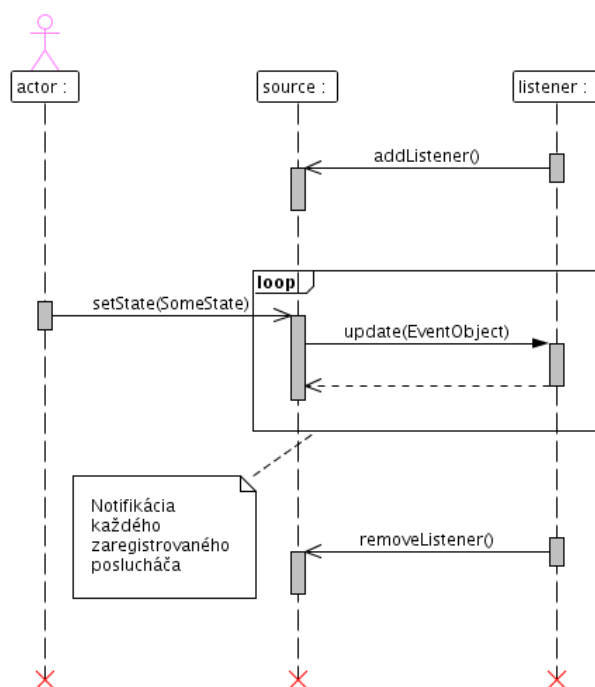 actor :
source :
listener :
addListener()
loop
setState(SomeState)
update(EventObject)
Notifikácia
každého
zaregistrovaného
poslucháča
removeListener()